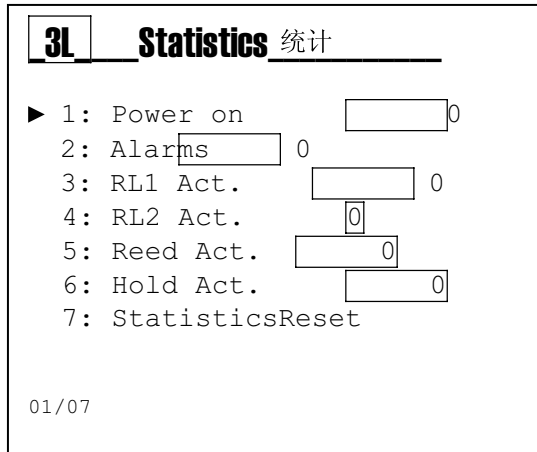 3L Statistics 统计
► 1: Power on 0
2: Alarms 0
3: RL1 Act. 0
4: RL2 Act. 0
5: Reed Act. 0
6: Hold Act. 0
7: StatisticsReset
01/07